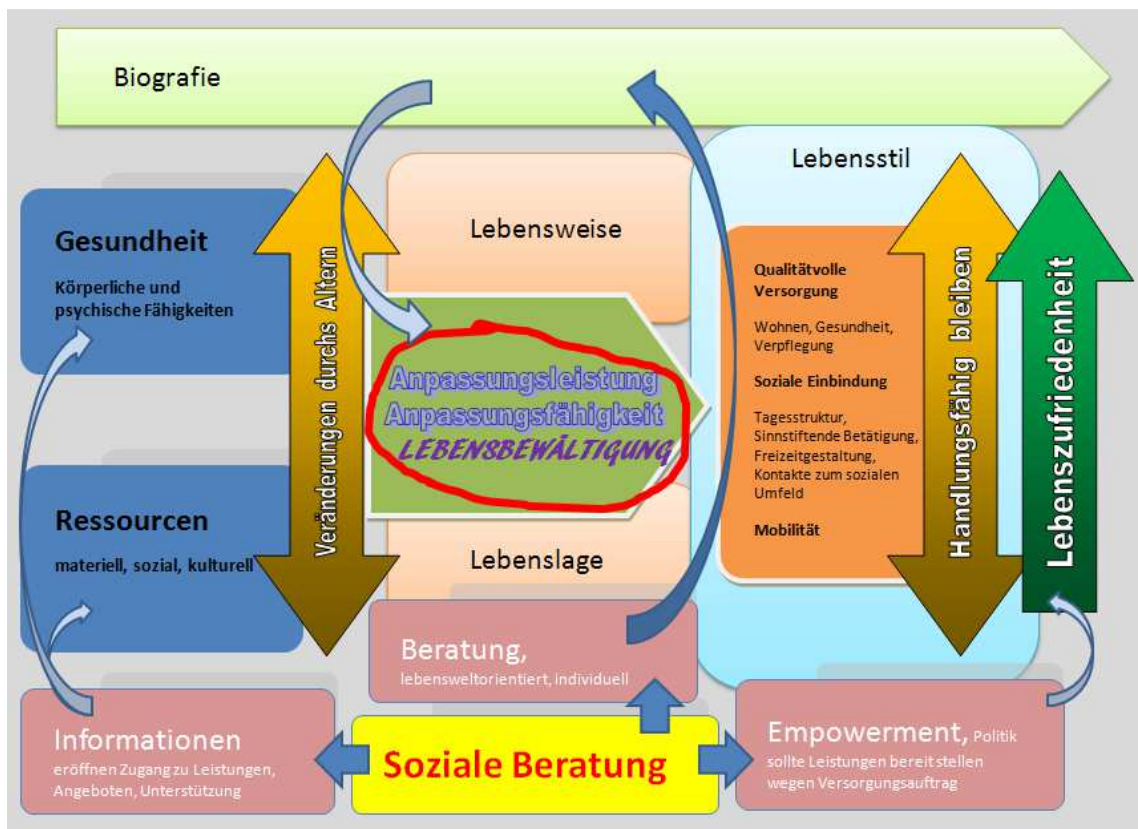 Biografie
Lebensstil
Gesundheit
Körperliche und
psychische Fähigkeiten
Ressourcen
materiell, sozial, kulturell
Veränderungen durchs Altern
Lebensweise
Anpassungsleistung
Anpassungsfähigkeit
LEBENSBEWÄLTIGUNG
Lebenslage
Qualitätvolle
Versorgung
Wohnen, Gesundheit,
Verpflegung
Soziale Einbindung
Tagesstruktur,
Sinnstiftende Betätigung,
Freizeitgestaltung,
Kontakte zum sozialen
Umfeld
Mobilität
Handlungsfähig bleiben
Lebenszufriedenheit
Beratung,
lebensweltorientiert, individuell
Informationen
eröffnen Zugang zu Leistungen,
Angeboten, Unterstützung
Soziale Beratung
Empowerment, Politik
sollte Leistungen bereit stellen
wegen Versorgungsauftrag